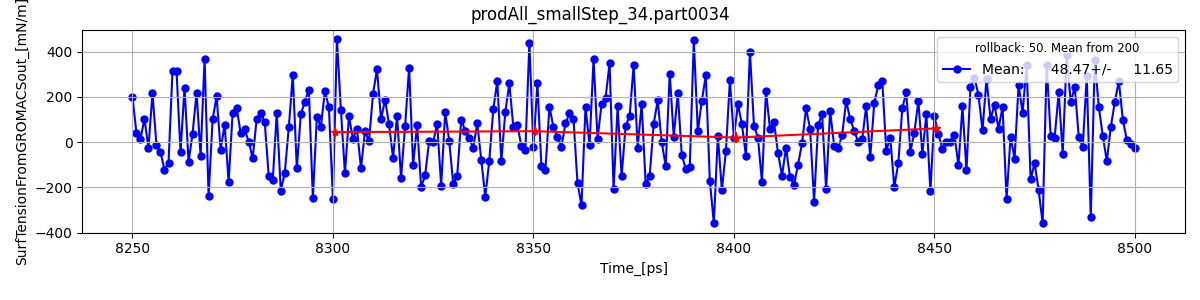 prodAll_smallStep_34.part0034
SurfTensionFromGROMACSout_[mN/m]
400
200
0
−200
−400
rollback: 50. Mean from 200
Mean: 48.47+/- 11.65
8250 8300 8350 8400 8450 8500
Time_[ps]